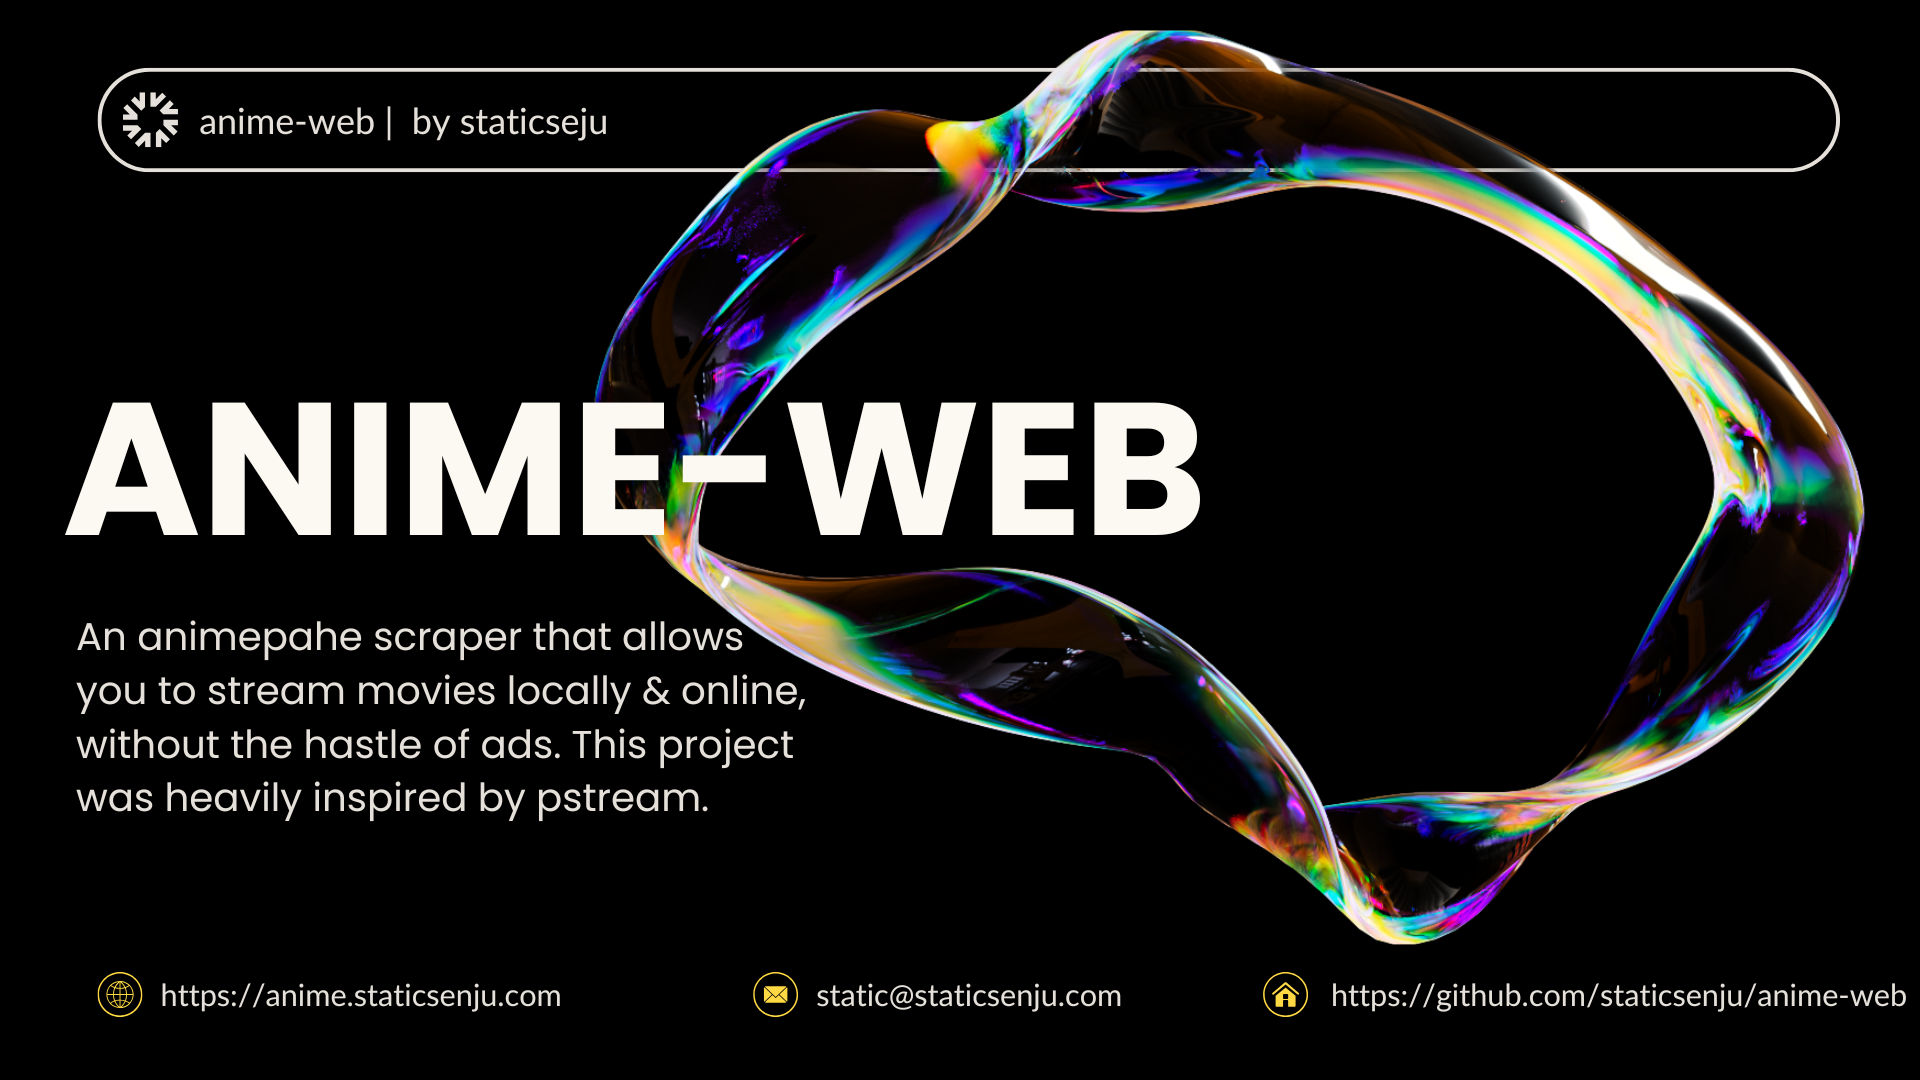 anime-web | by staticseju
ANIME-WEB
An animepahe scraper that allows
you to stream movies locally & online,
without the hastle of ads. This project
was heavily inspired by pstream.
https://anime.staticsenju.com
static@staticsenju.com
https://github.com/staticsenju/anime-web